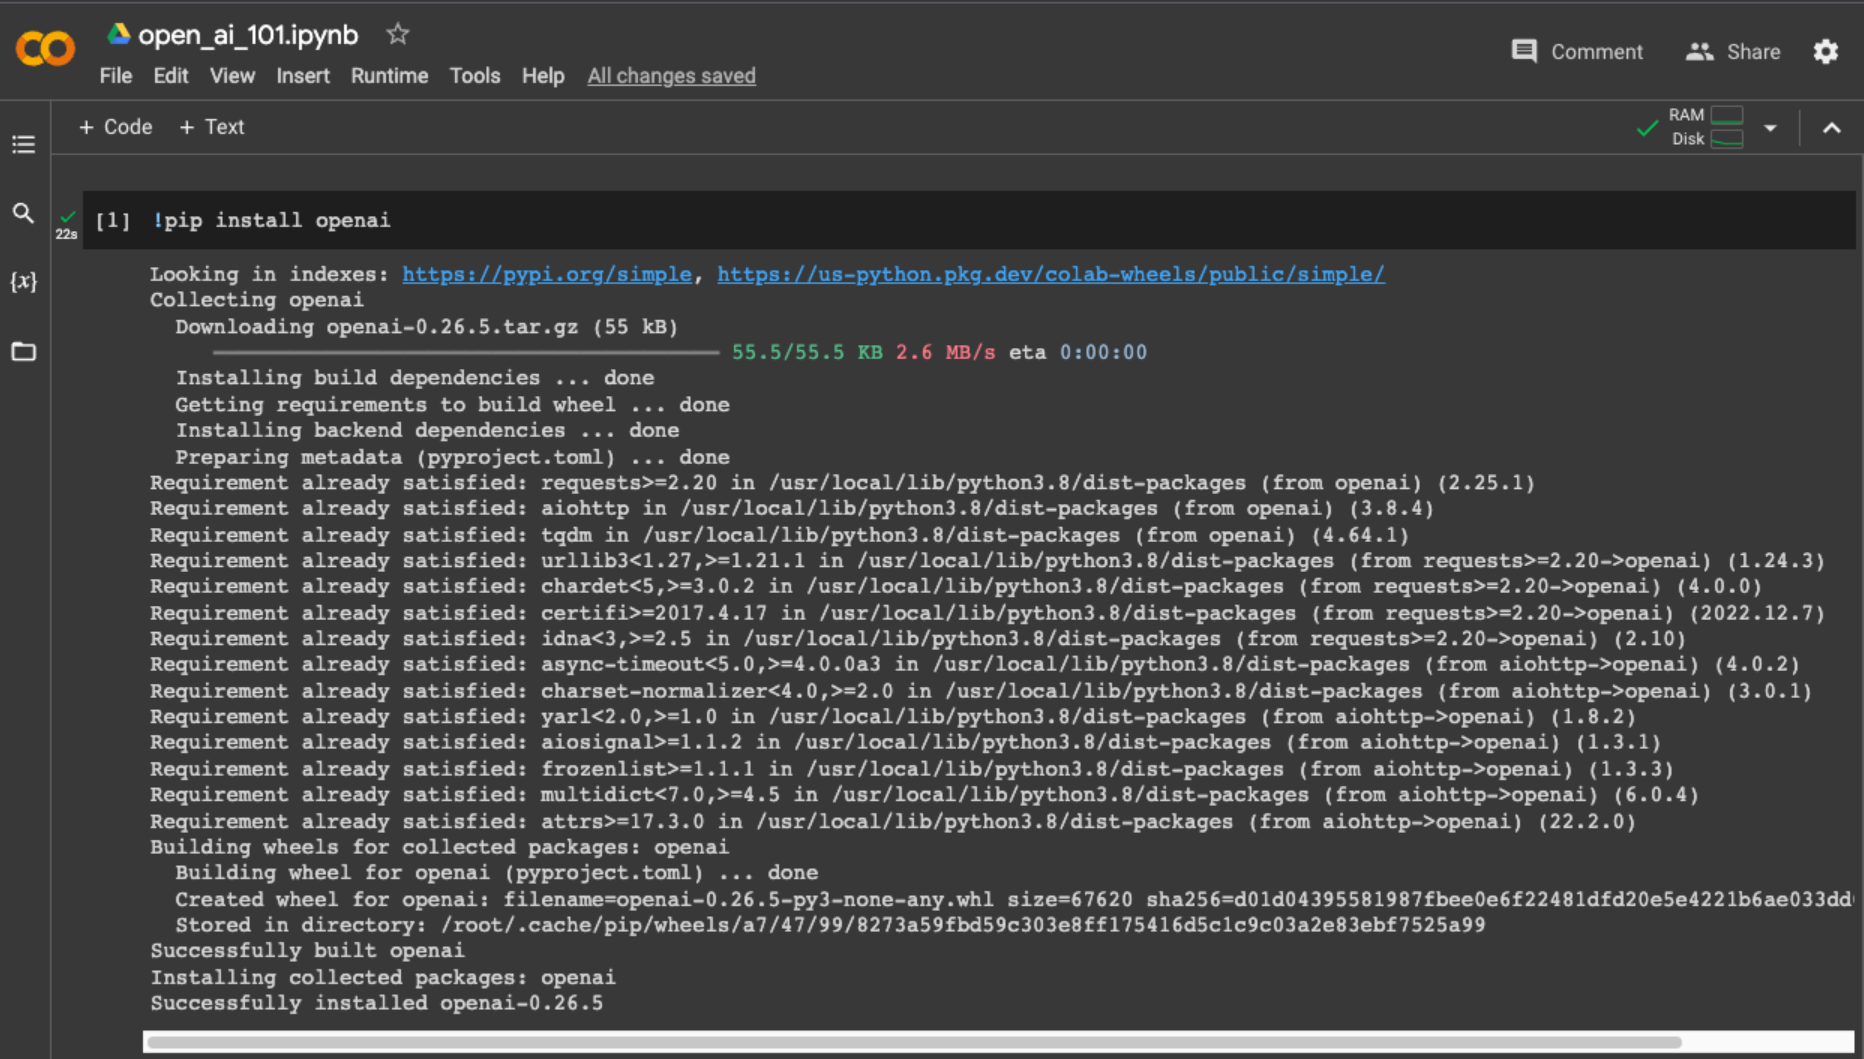 open_ai_101.ipynb
File Edit View Insert Runtime Tools Help All changes saved
Comment Share
+ Code + Text
RAM
Disk
22s
[1] !pip install openai
Looking in indexes: https://pypi.org/simple, https://us-python.pkg.dev/colab-wheels/public/simple/
Collecting openai
Downloading openai-0.26.5.tar.gz (55 kB)
55.5/55.5 KB 2.6 MB/s eta 0:00:00
Installing build dependencies ... done
Getting requirements to build wheel ... done
Installing backend dependencies ... done
Preparing metadata (pyproject.toml) ... done
Requirement already satisfied: requests>=2.20 in /usr/local/lib/python3.8/dist-packages (from openai) (2.25.1)
Requirement already satisfied: aiohttp in /usr/local/lib/python3.8/dist-packages (from openai) (3.8.4)
Requirement already satisfied: tqdm in /usr/local/lib/python3.8/dist-packages (from openai) (4.64.1)
Requirement already satisfied: urllib3<1.27,>=1.21.1 in /usr/local/lib/python3.8/dist-packages (from requests>=2.20->openai) (1.24.3)
Requirement already satisfied: chardet<5,>=3.0.2 in /usr/local/lib/python3.8/dist-packages (from requests>=2.20->openai) (4.0.0)
Requirement already satisfied: certifi>=2017.4.17 in /usr/local/lib/python3.8/dist-packages (from requests>=2.20->openai) (2022.12.7)
Requirement already satisfied: idna<3,>=2.5 in /usr/local/lib/python3.8/dist-packages (from requests>=2.20->openai) (2.10)
Requirement already satisfied: async-timeout<5.0,>=4.0.0a3 in /usr/local/lib/python3.8/dist-packages (from aiohttp->openai) (4.0.2)
Requirement already satisfied: charset-normalizer<4.0,>=2.0 in /usr/local/lib/python3.8/dist-packages (from aiohttp->openai) (3.0.1)
Requirement already satisfied: yarl<2.0,>=1.0 in /usr/local/lib/python3.8/dist-packages (from aiohttp->openai) (1.8.2)
Requirement already satisfied: aiosignal>=1.1.2 in /usr/local/lib/python3.8/dist-packages (from aiohttp->openai) (1.3.1)
Requirement already satisfied: frozenlist>=1.1.1 in /usr/local/lib/python3.8/dist-packages (from aiohttp->openai) (1.3.3)
Requirement already satisfied: multidict<7.0,>=4.5 in /usr/local/lib/python3.8/dist-packages (from aiohttp->openai) (6.0.4)
Requirement already satisfied: attrs>=17.3.0 in /usr/local/lib/python3.8/dist-packages (from aiohttp->openai) (22.2.0)
Building wheels for collected packages: openai
Building wheel for openai (pyproject.toml) ... done
Created wheel for openai: filename=openai-0.26.5-py3-none-any.whl size=67620 sha256=d01d04395581987fbee0e6f22481dfd20e5e4221b6ae033dd
Stored in directory: /root/.cache/pip/wheels/a7/47/99/8273a59fbd59c303e8ff175416d5c1c9c03a2e83ebf7525a99
Successfully built openai
Installing collected packages: openai
Successfully installed openai-0.26.5